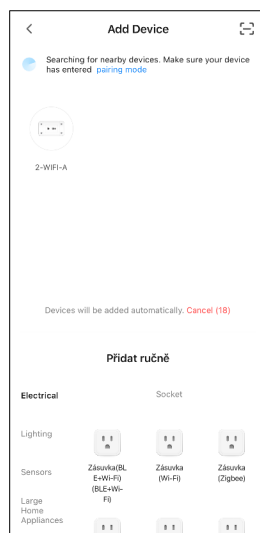 Add Device
Searching for nearby devices. Make sure your device
has entered pairing mode
2-WIFI-A
Devices will be added automatically. Cancel (18)
Přidat ručně
Electrical
Socket
Lighting
Sensors
Large
Home
Appliances
Zásuvka(BL
E+Wi-Fi)
(BLE+Wi-
Fi)
Zásuvka
(Wi-Fi)
Zásuvka
(Zigbee)